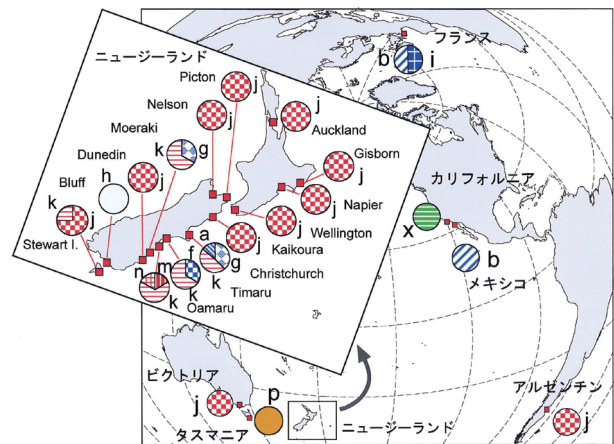 ニュージーランド
Picton
j
Nelson
j
Moeraki
k g
Dunedin
j
Bluff
h
k j
Stewart I.
j
Auckland
Gisborn
j
Napier
j
Wellington
j
Kaikoura
j
Christchurch
a g
k
Timaru
f
k
Oamaru
n m
k
フランス
b i
カリフォルニア
x
メキシコ
b
ビクトリア
j
タスマニア
p
ニュージーランド
アルゼンチン
j